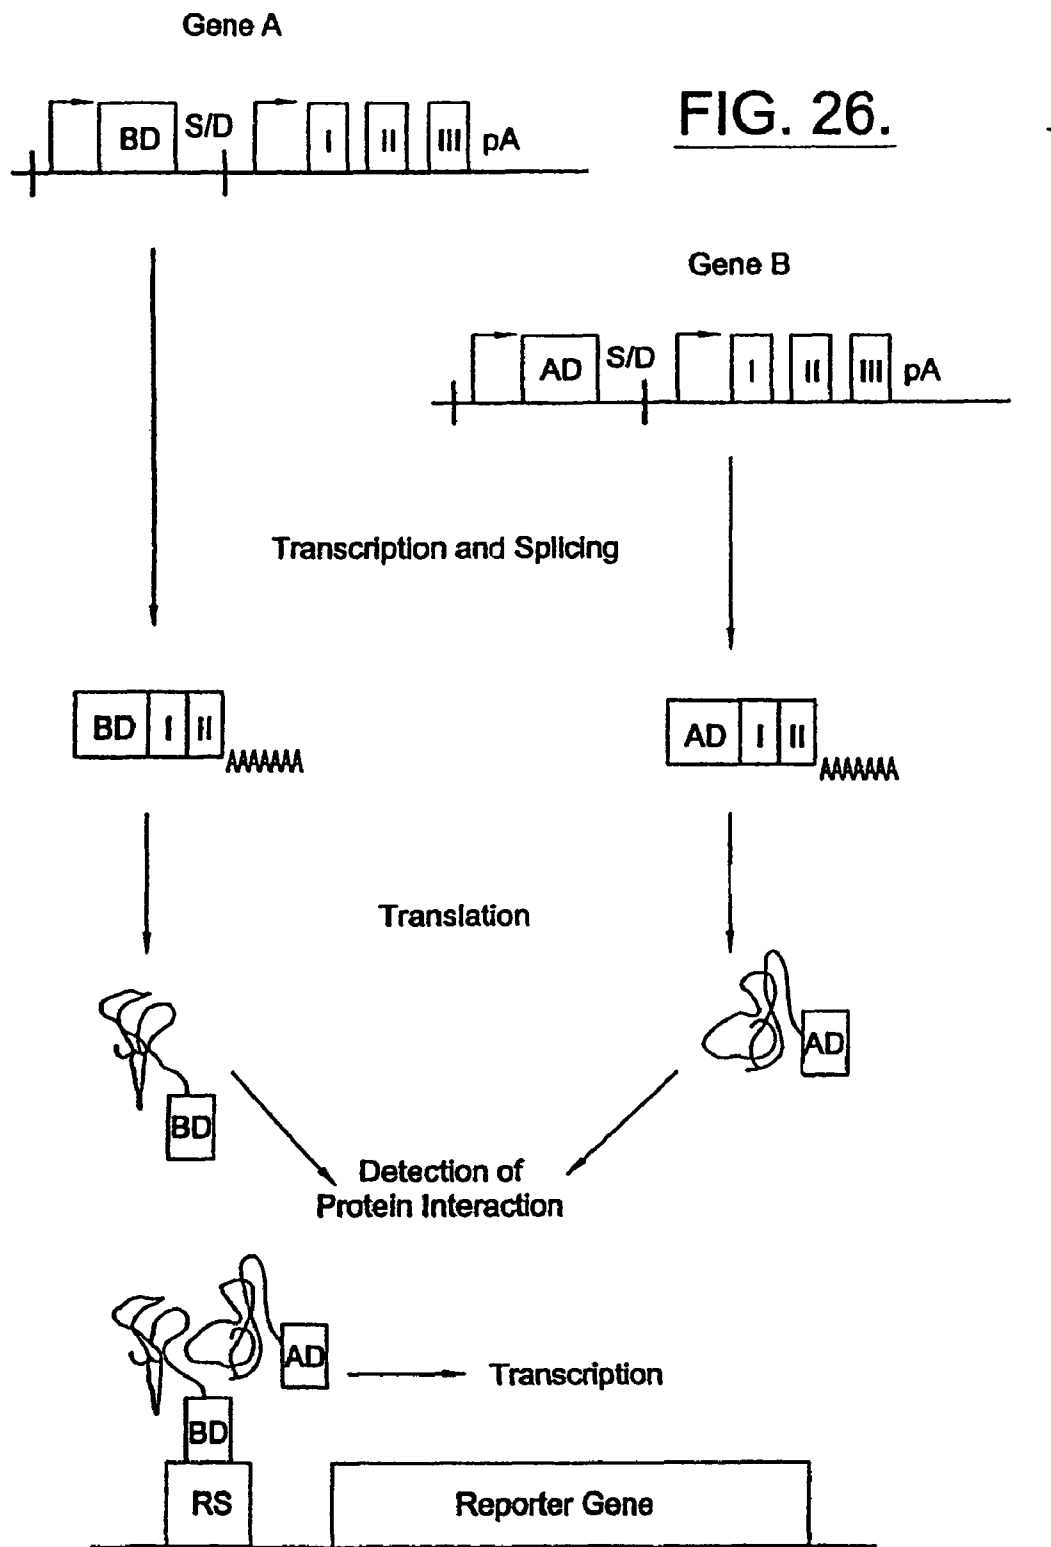 Gene A
FIG. 26.
BD S/D I II III pA
Gene B
AD S/D I II III pA
Transcription and Splicing
BD I II
AAAAAAA
AD I II
AAAAAAA
Translation
BD
AD
Detection of
Protein Interaction
AD
Transcription
BD
RS
Reporter Gene